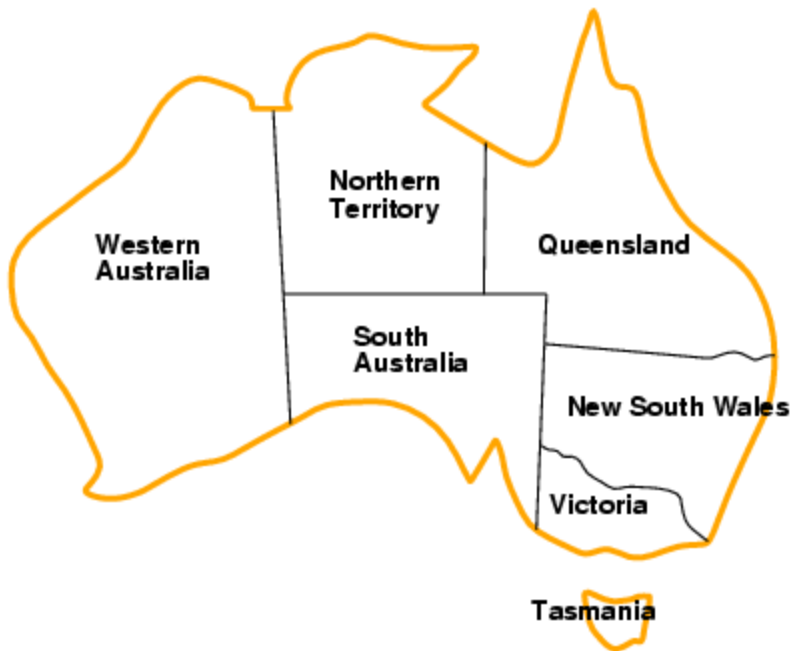 Northern
Territory
Western
Australia
Queensland
South
Australia
New South Wales
Victoria
Tasmania